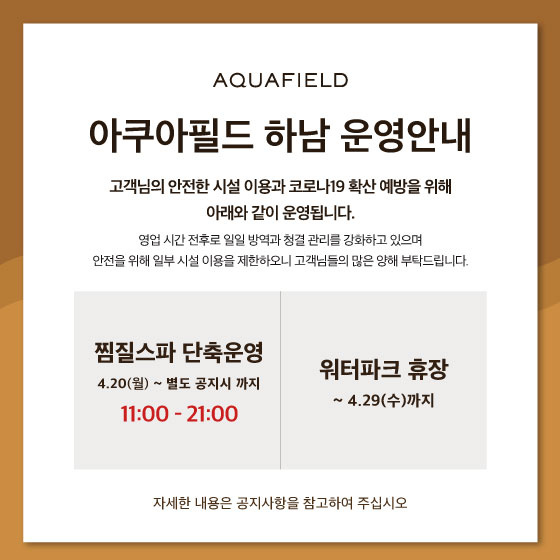 AQUAFIELD
아쿠아필드 하남 운영안내
고객님의 안전한 시설 이용과 코로나19 확산 예방을 위해
아래와 같이 운영됩니다.
영업 시간 전후로 일일 방역과 청결 관리를 강화하고 있으며
안전을 위해 일부 시설 이용을 제한하오니 고객님들의 많은 양해 부탁드립니다.
찜질스파 단축운영
4.20(월) ~ 별도 공지시 까지
11:00 - 21:00
워터파크 휴장
~ 4.29(수)까지
자세한 내용은 공지사항을 참고하여 주십시오